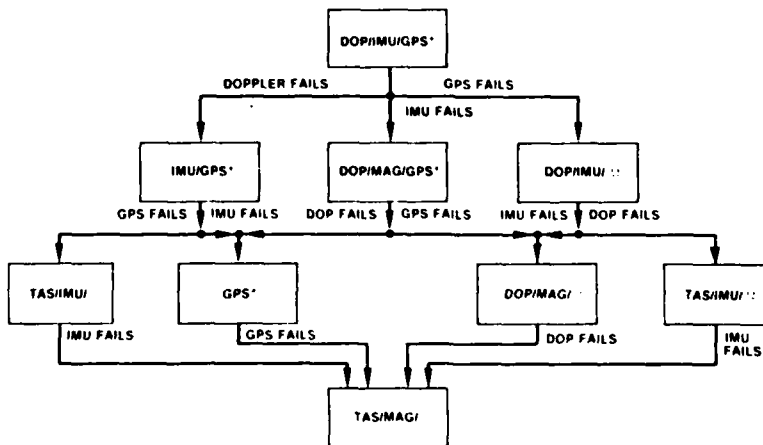 DOP/IMU/GPS*
DOPPLER FAILS
GPS FAILS
IMU FAILS
IMU/GPS*
DOP/MAG/GPS*
DOP/IMU/
GPS FAILS
IMU FAILS
DOP FAILS
GPS FAILS
IMU FAILS
DOP FAILS
TAS/IMU/
GPS*
DOP/MAG/
TAS/IMU/
IMU FAILS
GPS FAILS
DOP FAILS
IMU
FAILS
TAS/MAG/